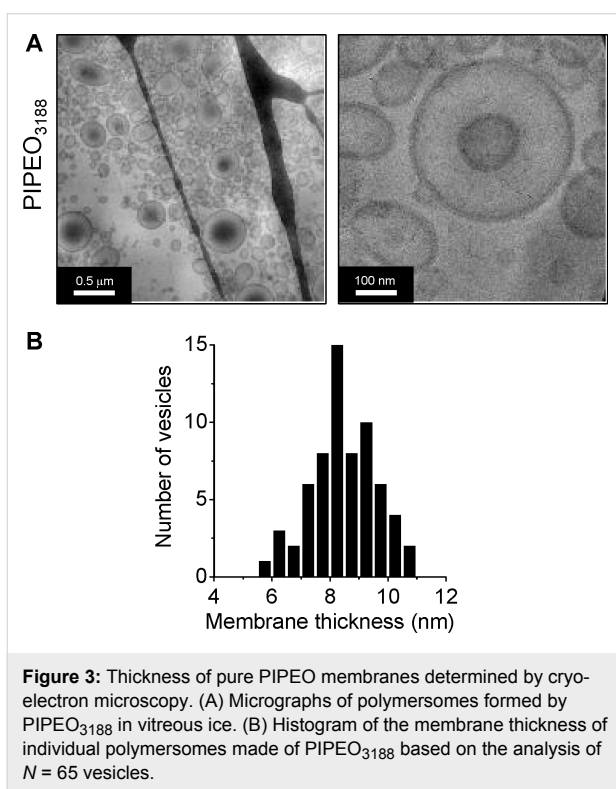 A
PIPEO3188
0.5 µm
100 nm
B
15
10
5
0
Number of vesicles
4 6 8 10 12
Membrane thickness (nm)
Figure 3: Thickness of pure PIPEO membranes determined by cryo-
electron microscopy. (A) Micrographs of polymersomes formed by
PIPEO3188 in vitreous ice. (B) Histogram of the membrane thickness of
individual polymersomes made of PIPEO3188 based on the analysis of
N = 65 vesicles.